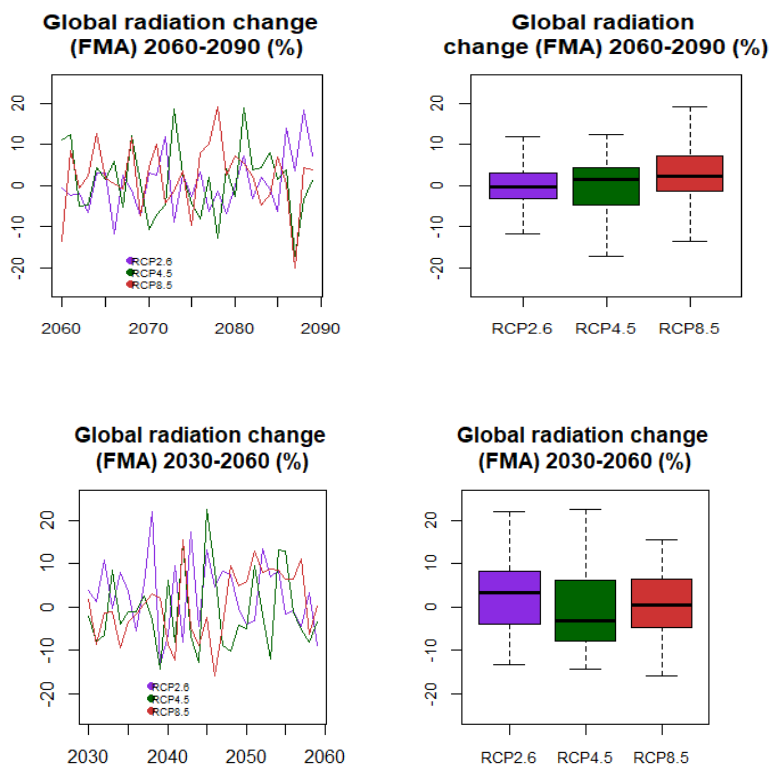 Global radiation change
(FMA) 2060-2090 (%)
20
10
0
-10
-20
RCP2.6
RCP4.5
RCP8.5
2060
2070
2080
2090
Global radiation
change (FMA) 2060-2090 (%)
20
10
0
-10
-20
RCP2.6
RCP4.5
RCP8.5
Global radiation change
(FMA) 2030-2060 (%)
20
10
0
-10
-20
RCP2.6
RCP4.5
RCP8.5
2030
2040
2050
2060
Global radiation change
(FMA) 2030-2060 (%)
20
10
0
-10
-20
RCP2.6
RCP4.5
RCP8.5